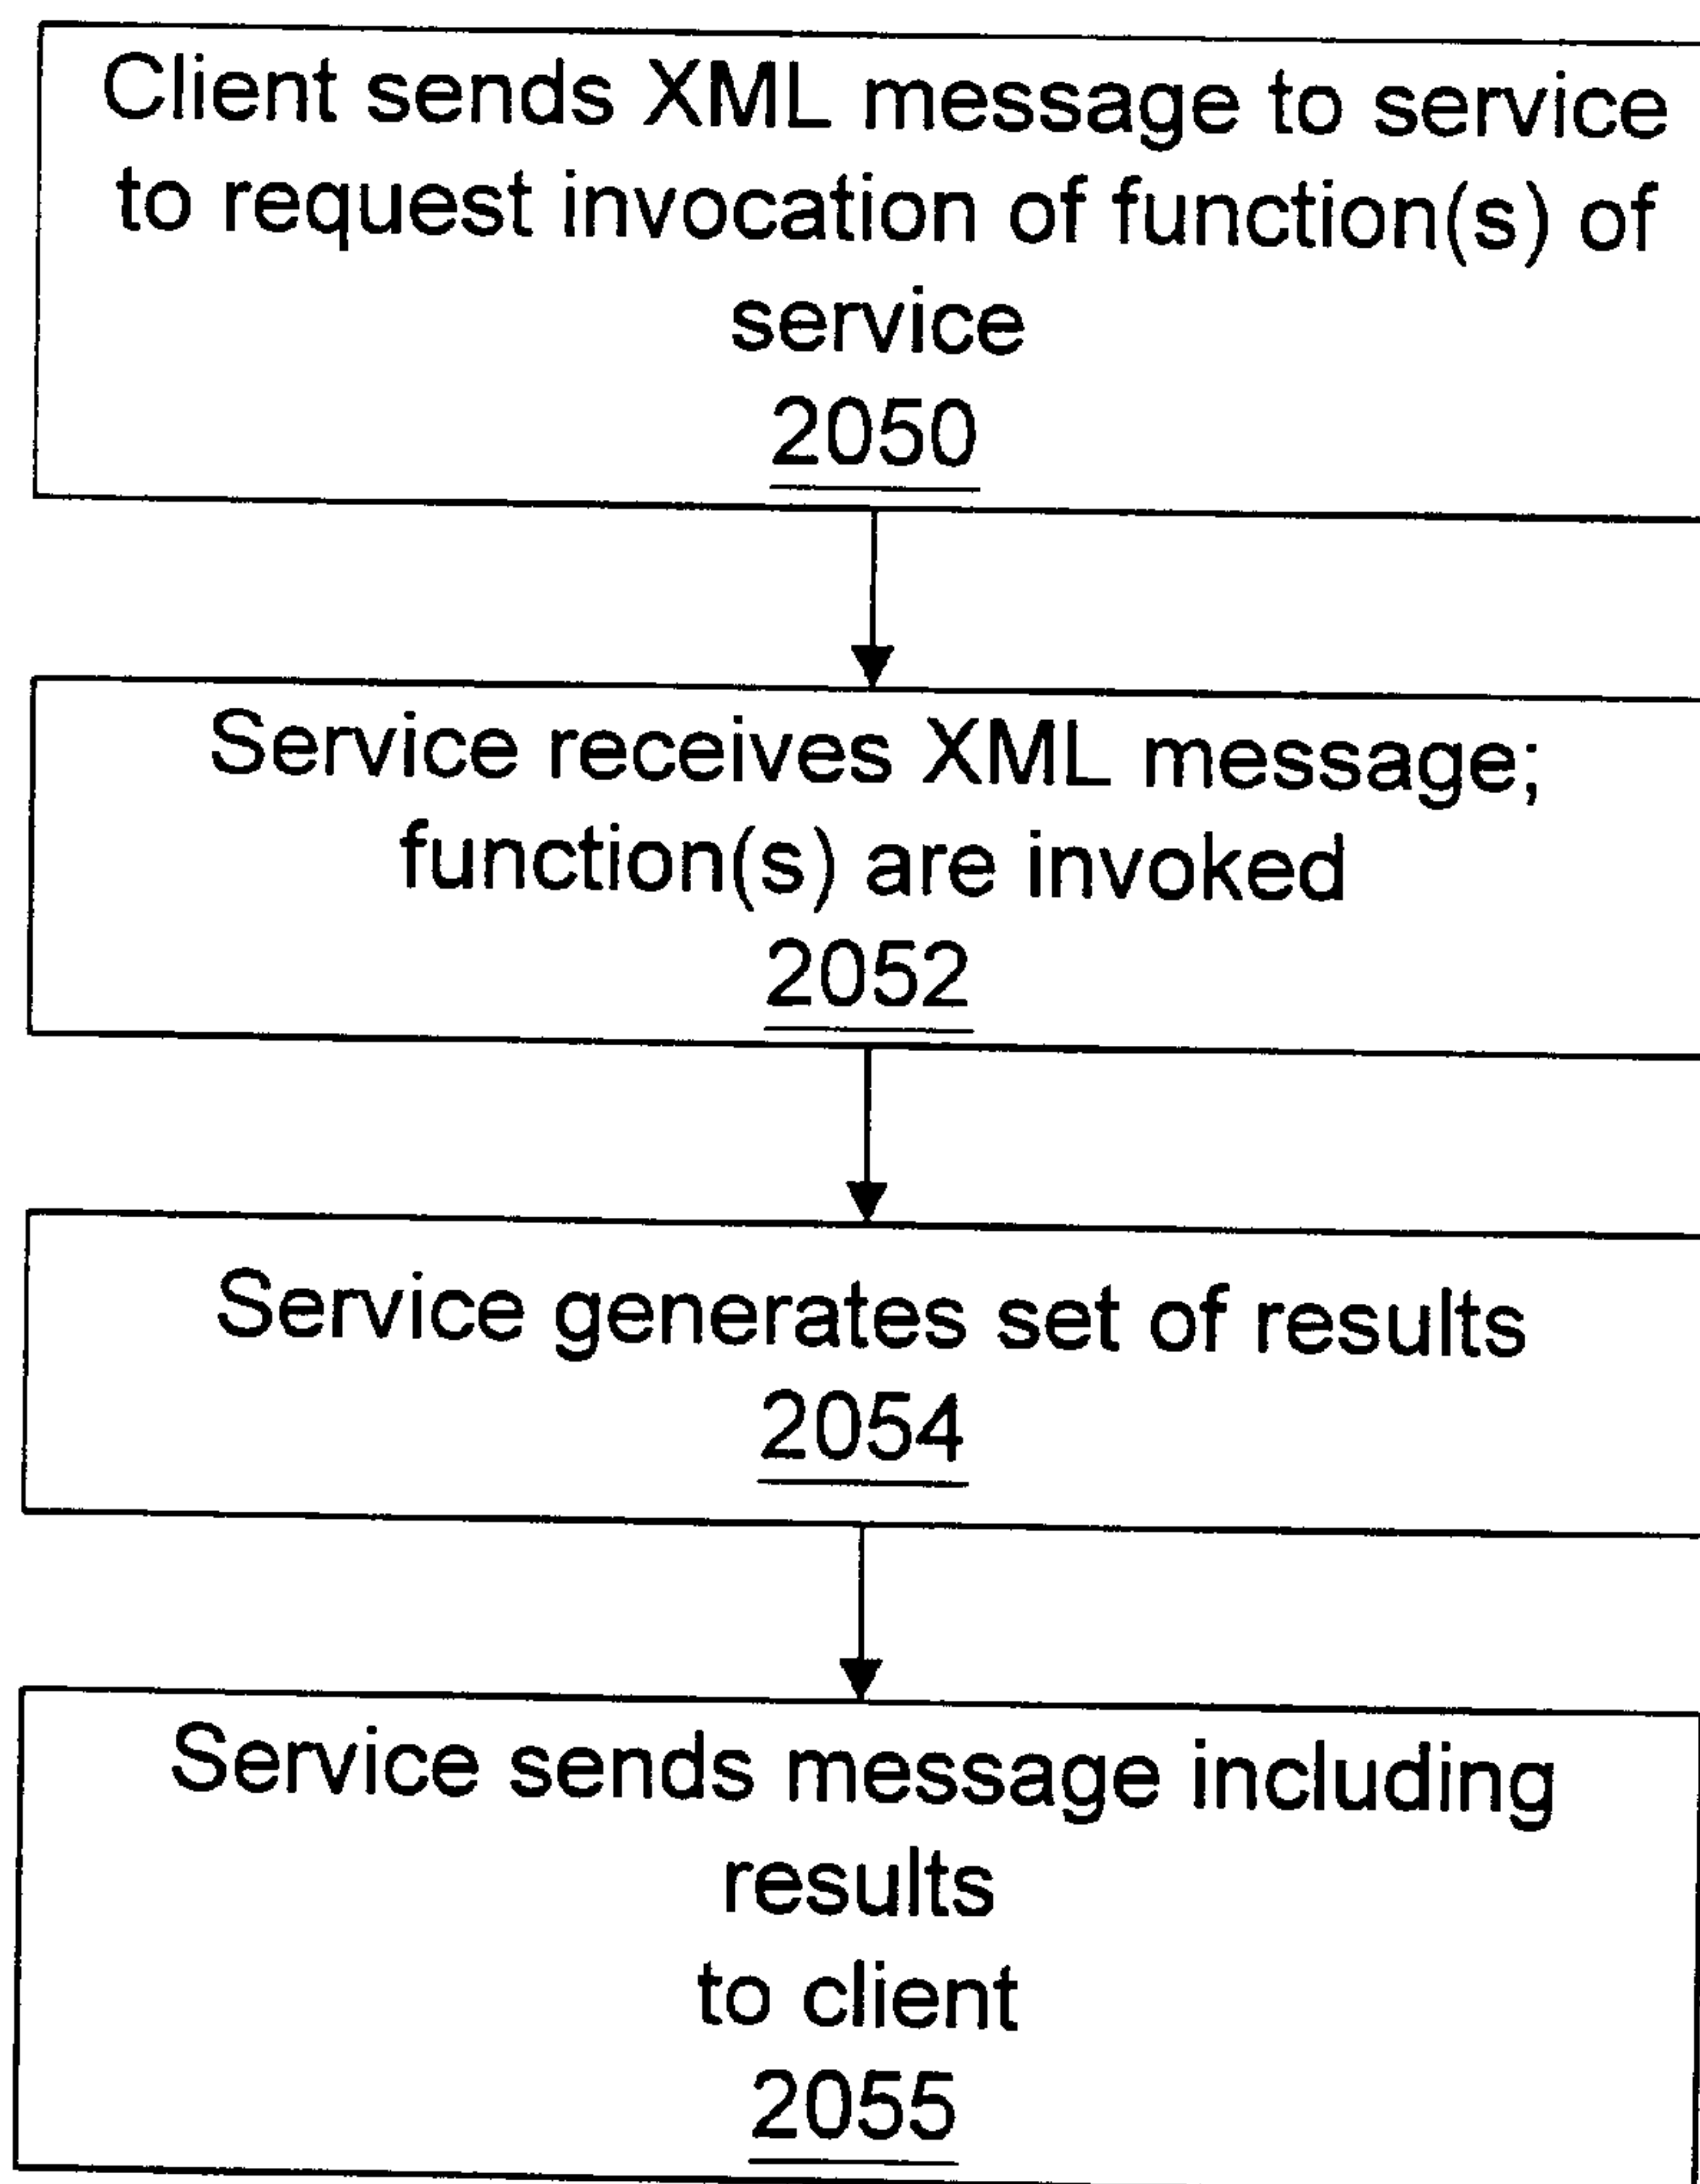 Client sends XML message to service
to request invocation of function(s) of
service
2050
Service receives XML message;
function(s) are invoked
2052
Service generates set of results
2054
Service sends message including
results
to client
2055